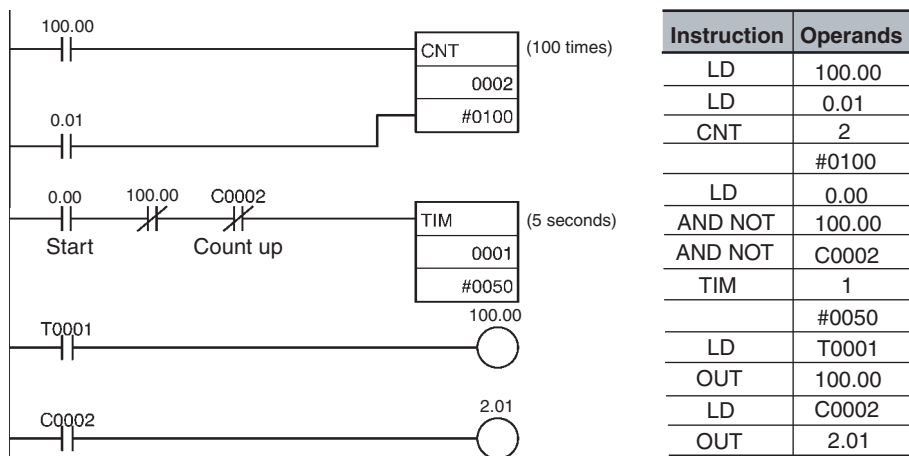 100.00
CNT
(100 times)
0002
#0100
0.01
0.00
100.00
C0002
Start
Count up
TIM
(5 seconds)
0001
#0050
T0001
100.00
C0002
2.01
Instruction Operands
LD 100.00
LD 0.01
CNT 2
#0100
LD 0.00
AND NOT 100.00
AND NOT C0002
TIM 1
#0050
LD T0001
OUT 100.00
LD C0002
OUT 2.01